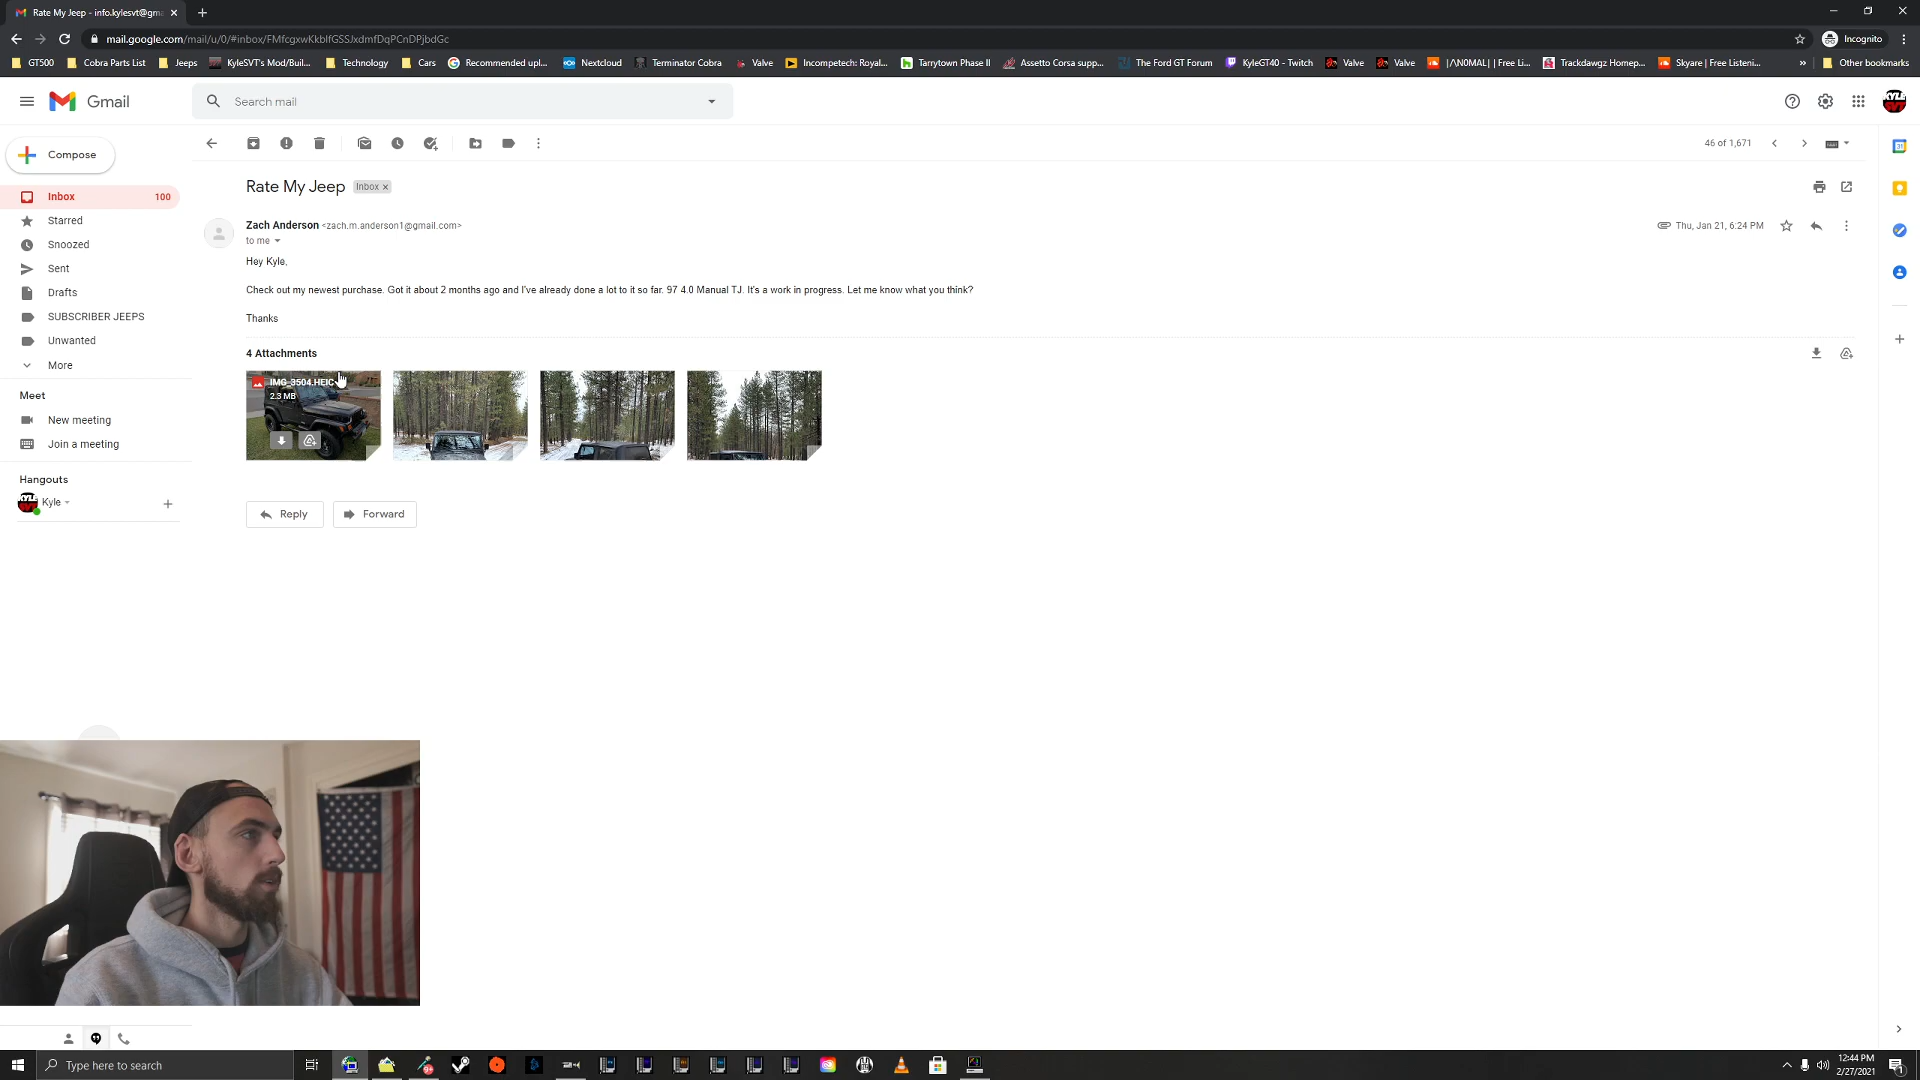 Rate My Jeep - info.kylesvt@gma
mail.google.com/mail/u/0/#inbox/FMfcgxwKkblfGSSJxdmfDqPCnDPjbdGc
Incognito
GT500
Cobra Parts List
Jeeps
KyleSVT's Mod/Buil...
Technology
Cars
Recommended upl...
Nextcloud
Terminator Cobra
Valve
Incompetech: Royal...
Tarrytown Phase II
Assetto Corsa supp...
The Ford GT Forum
KyleGT40 - Twitch
Valve
Valve
|/\N0MAL| | Free Li...
Trackdawgz Homep...
Skyare | Free Listeni...
»
Other bookmarks
Gmail
Search mail
KYLE SVT
Compose
46 of 1,671
31
Inbox 100
Starred
Snoozed
Sent
Drafts
SUBSCRIBER JEEPS
Unwanted
More
Rate My Jeep Inbox x
Zach Anderson <zach.m.anderson1@gmail.com>
Thu, Jan 21, 6:24 PM
to me
Hey Kyle,
Check out my newest purchase. Got it about 2 months ago and I've already done a lot to it so far. 97 4.0 Manual TJ. It's a work in progress. Let me know what you think?
Thanks
4 Attachments
IMG_3504.HEIC
2.3 MB
Meet
New meeting
Join a meeting
Reply
Forward
Hangouts
Kyle
Type here to search
12:44 PM
2/27/2021